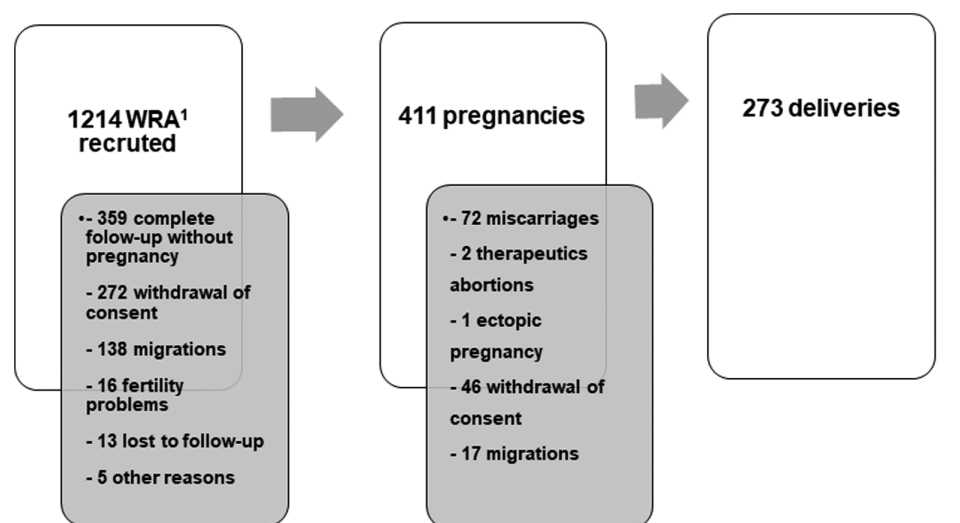 1214 WRA¹
recruted
•- 359 complete
folow-up without
pregnancy
- 272 withdrawal of
consent
- 138 migrations
- 16 fertility
problems
- 13 lost to follow-up
- 5 other reasons
411 pregnancies
•- 72 miscarriages
- 2 therapeutics
abortions
- 1 ectopic
pregnancy
- 46 withdrawal of
consent
- 17 migrations
273 deliveries